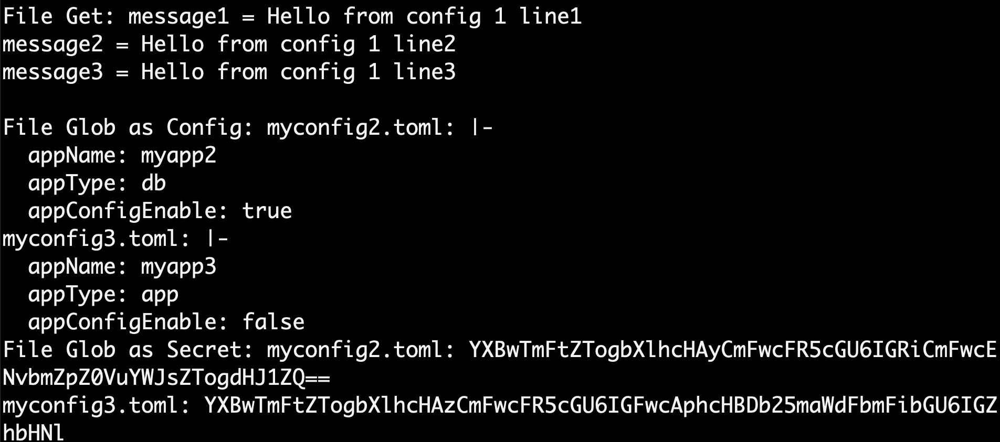 File Get: message1 = Hello from config 1 line1
message2 = Hello from config 1 line2
message3 = Hello from config 1 line3

File Glob as Config: myconfig2.toml: |-
  appName: myapp2
  appType: db
  appConfigEnable: true
myconfig3.toml: |-
  appName: myapp3
  appType: app
  appConfigEnable: false
File Glob as Secret: myconfig2.toml: YXBwTmFtZTogbXlhcHAyCmFwcFR5cGU6IGRiCmFwcE
NvbmZpZ0VuYWJsZTogdHJ1ZQ==
myconfig3.toml: YXBwTmFtZTogbXlhcHAzCmFwcFR5cGU6IGFwcAphcHBDb25maWdFbmFibGU6IGZ
hbHNl